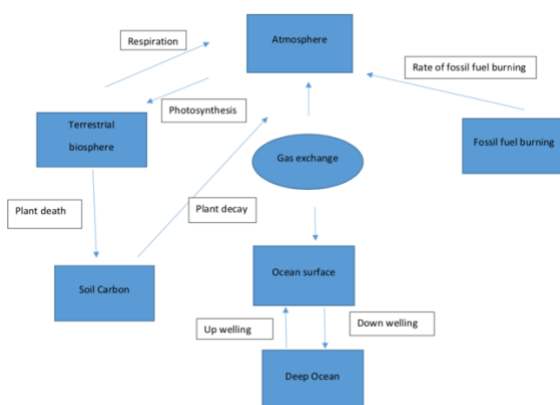 Respiration
Atmosphere
Rate of fossil fuel burning
Photosynthesis
Terrestrial
biosphere
Gas exchange
Fossil fuel burning
Plant death
Plant decay
Soil Carbon
Ocean surface
Up welling
Down welling
Deep Ocean